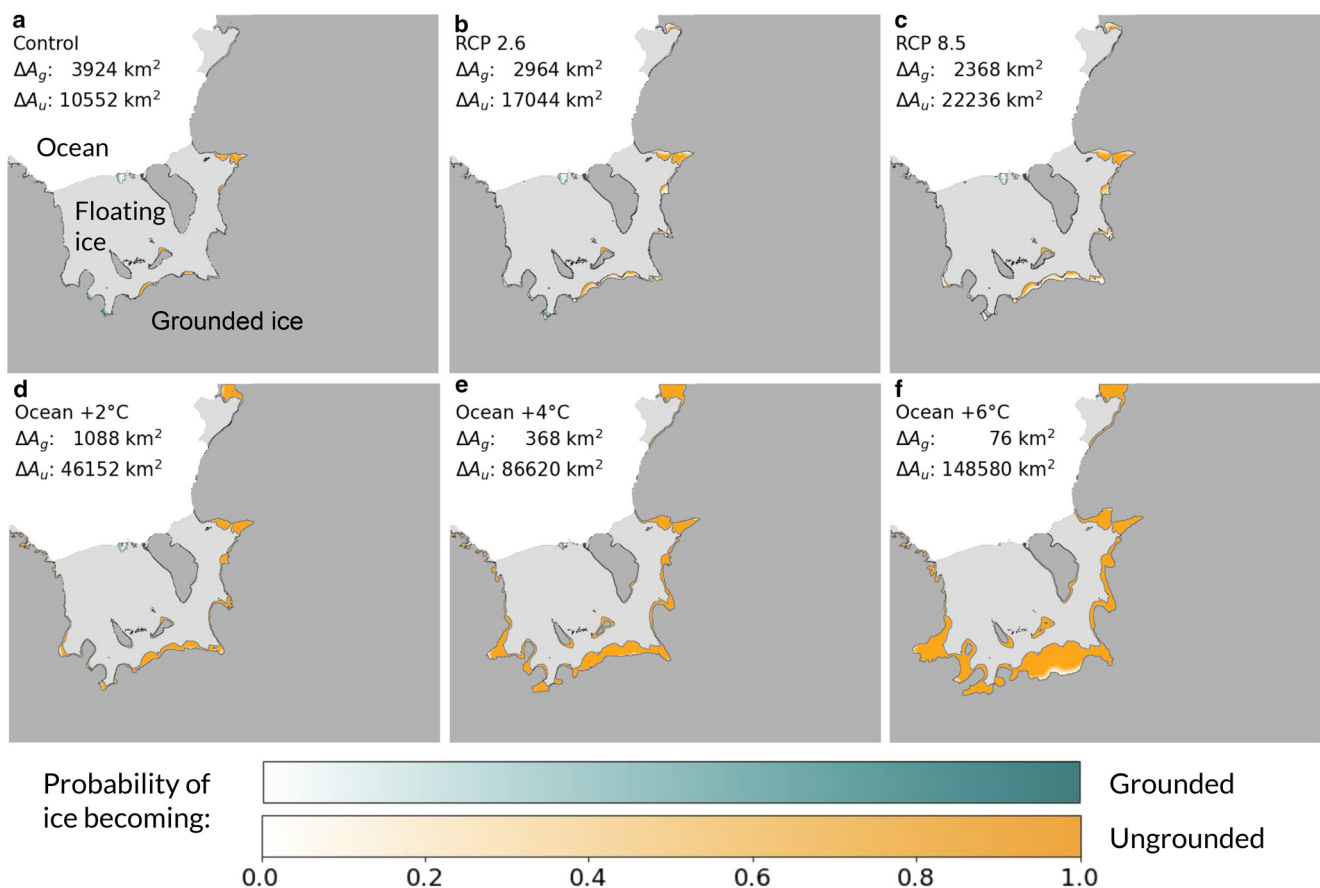 a
Control
ΔA_g: 3924 km²
ΔA_u: 10552 km²
Ocean
Floating
ice
Grounded ice
b
RCP 2.6
ΔA_g: 2964 km²
ΔA_u: 17044 km²
c
RCP 8.5
ΔA_g: 2368 km²
ΔA_u: 22236 km²
d
Ocean +2°C
ΔA_g: 1088 km²
ΔA_u: 46152 km²
e
Ocean +4°C
ΔA_g: 368 km²
ΔA_u: 86620 km²
f
Ocean +6°C
ΔA_g: 76 km²
ΔA_u: 148580 km²
Probability of
ice becoming:
Grounded
Ungrounded
0.0 0.2 0.4 0.6 0.8 1.0